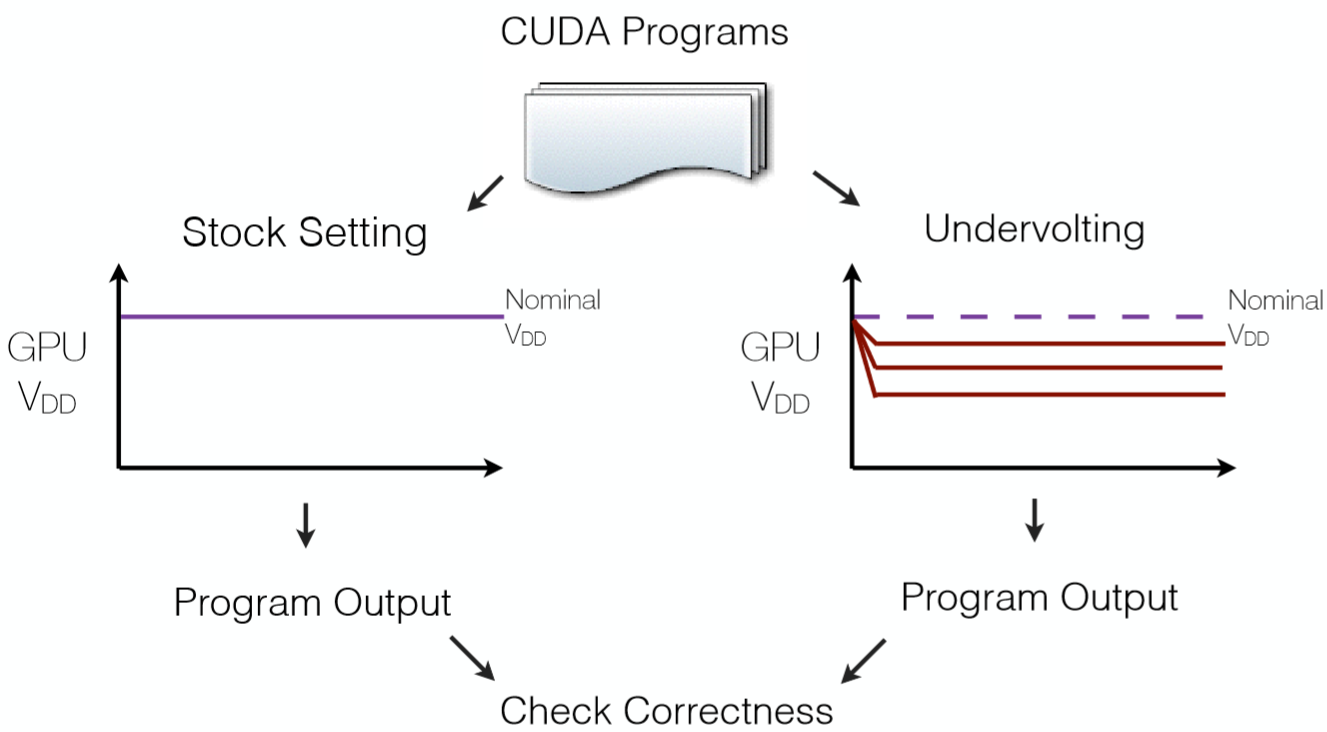 CUDA Programs
Stock Setting
Undervolting
Nominal
VDD
GPU
VDD
Nominal
VDD
GPU
VDD
Program Output
Program Output
Check Correctness